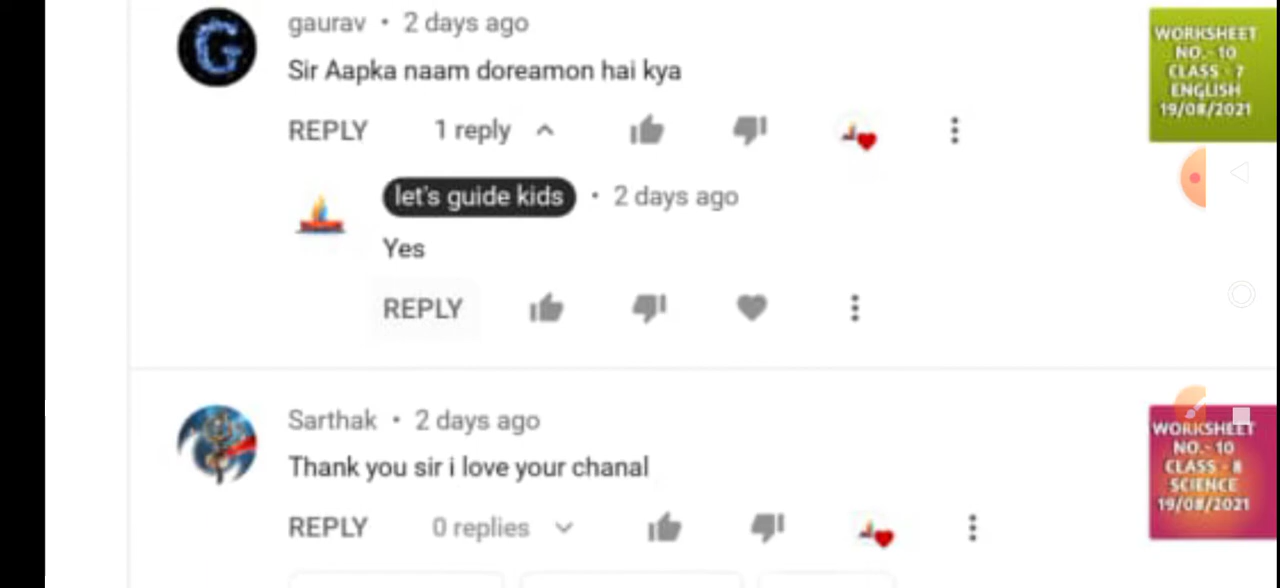 gaurav • 2 days ago
Sir Aapka naam doreamon hai kya
REPLY 1 reply
let's guide kids • 2 days ago
Yes
REPLY
Sarthak • 2 days ago
Thank you sir i love your chanal
REPLY 0 replies
WORKSHEET
NO.- 10
CLASS - 7
ENGLISH
19/08/2021
WORKSHEET
NO.- 10
CLASS - 8
SCIENCE
19/08/2021